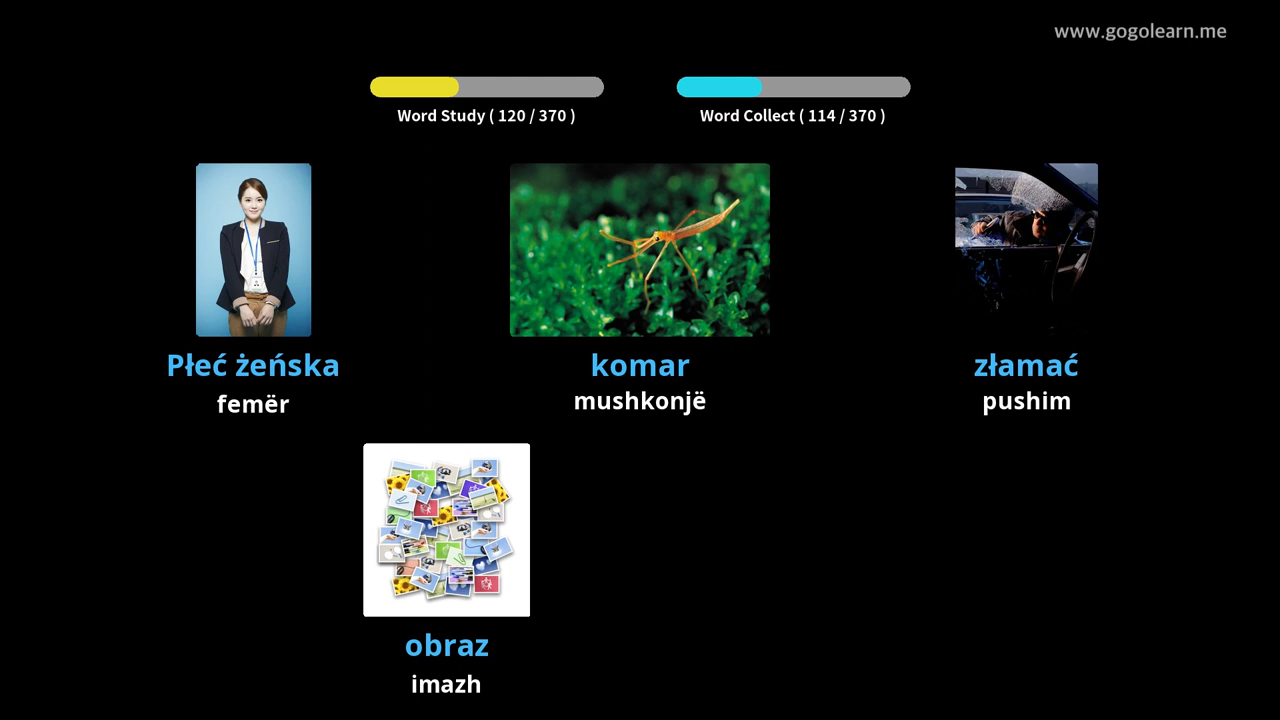 www.gogolearn.me
Word Study ( 120 / 370 )
Word Collect ( 114 / 370 )
Płeć żeńska
femër
komar
mushkonjë
złamać
pushim
obraz
imazh